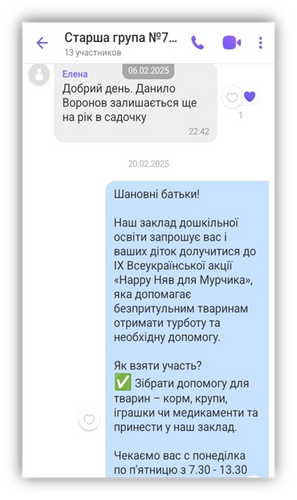 Старша група №7...
13 участников
06.02.2025
Елена
Добрий день. Данило
Воронов залишається ще
на рік в садочку
22:42
1
20.02.2025
Шановні батьки!
Наш заклад дошкільної
освіти запрошує вас і
ваших діток долучитися до
IX Всеукраїнської акції
«Happy Няв для Мурчика»,
яка допомагає
безпритульним тваринам
отримати турботу та
необхідну допомогу.
Як взяти участь?
✅ Зібрати допомогу для
тварин – корм, крупи,
іграшки чи медикаменти та
принести у наш заклад.
Чекаємо вас с понеділка
по п'ятницю з 7.30 - 13.30